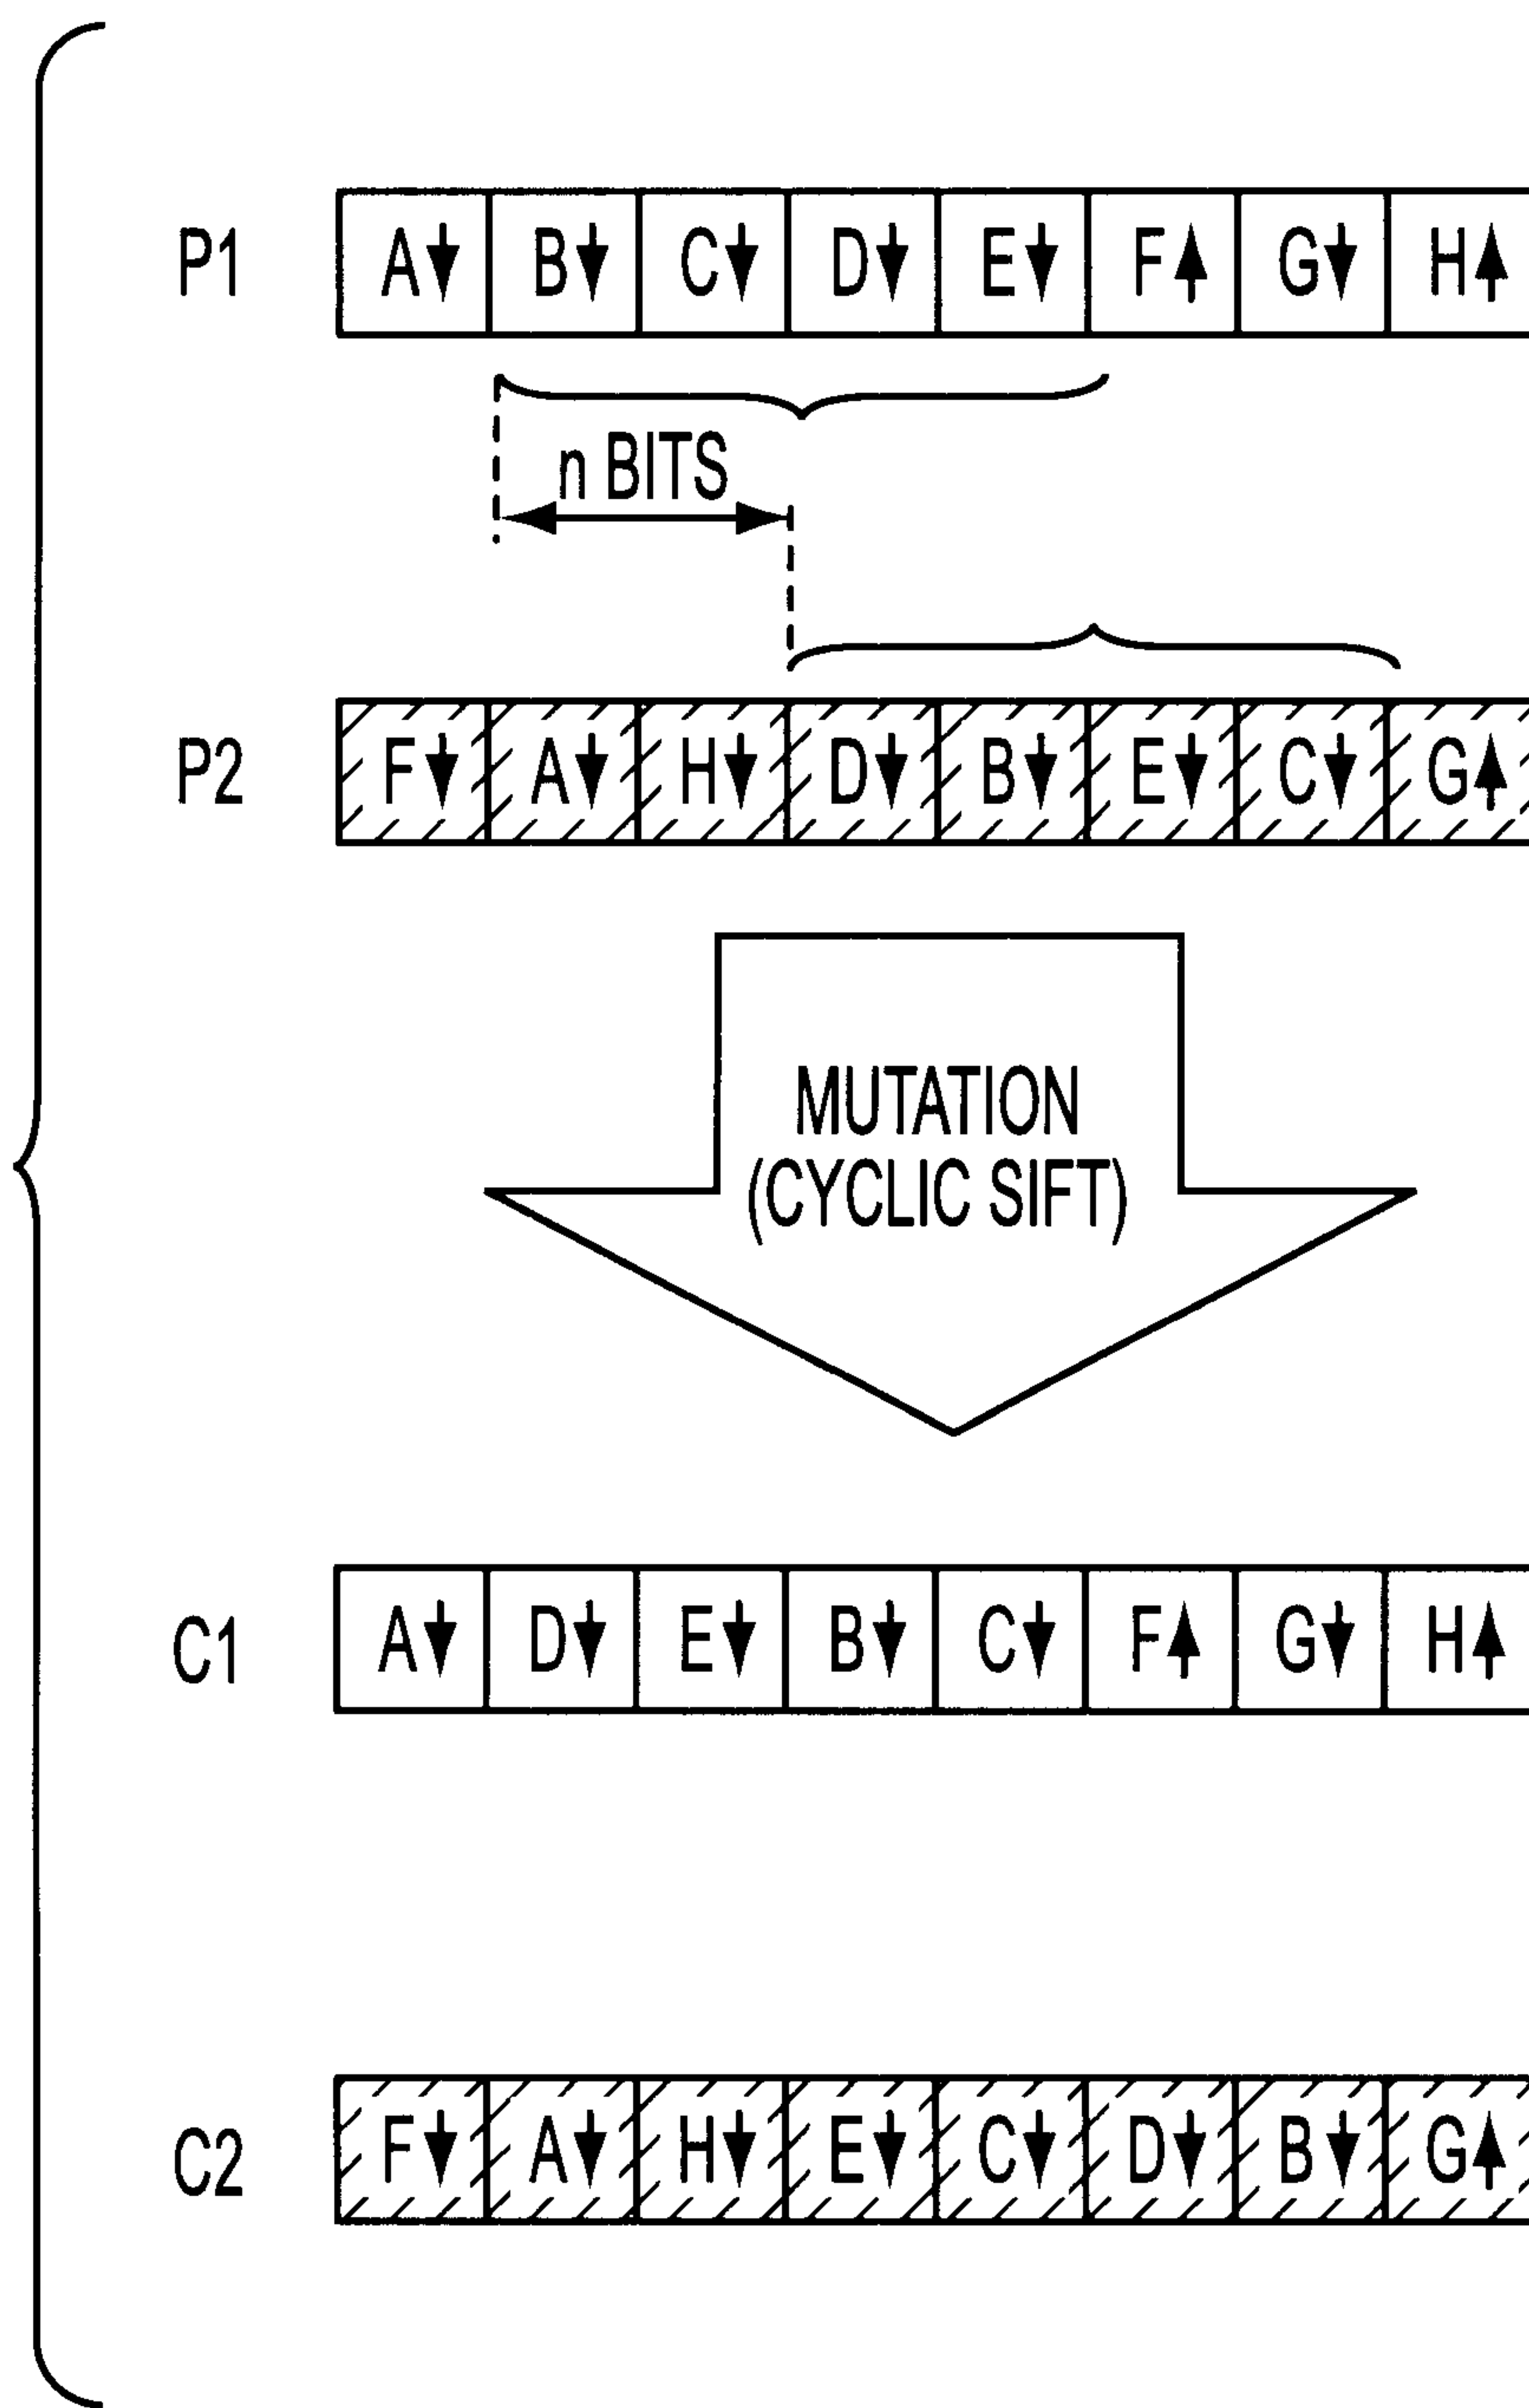 P1 A↓ B↓ C↓ D↓ E↓ F↑ G↓ H↑
n BITS
P2 F↓ A↓ H↓ D↓ B↓ E↓ C↓ G↑
MUTATION
(CYCLIC SIFT)
C1 A↓ D↓ E↓ B↓ C↓ F↑ G↓ H↑
C2 F↓ A↓ H↓ E↓ C↓ D↓ B↓ G↑